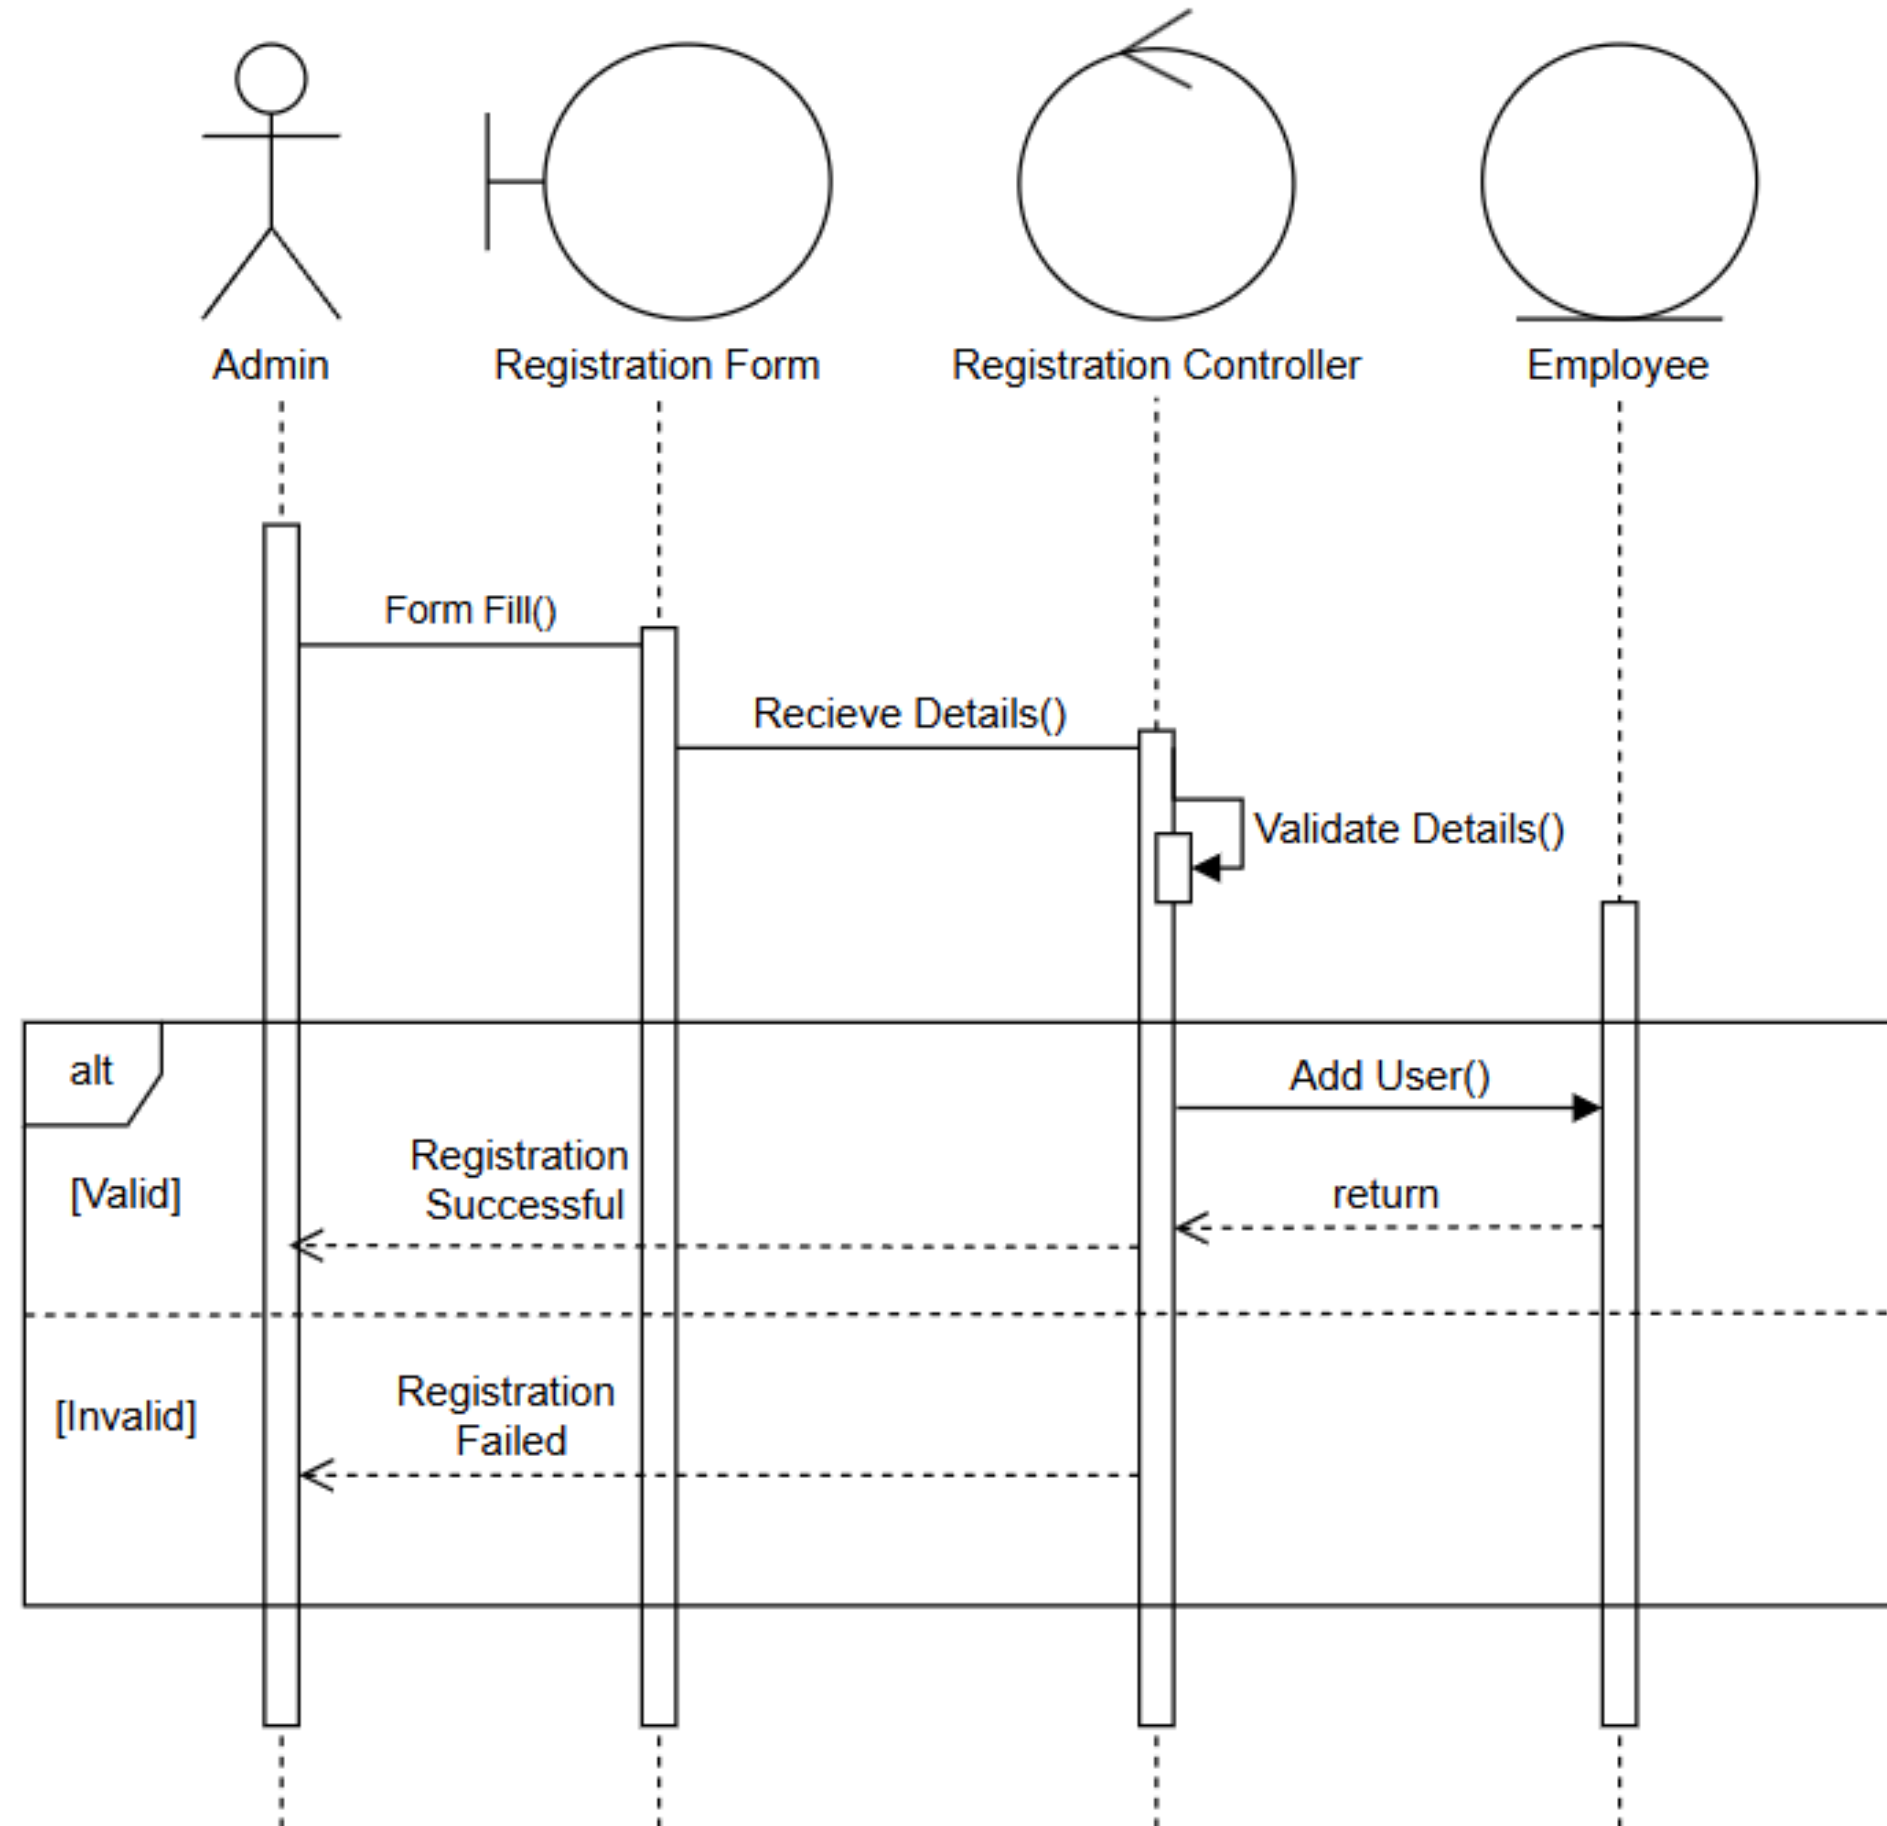 Admin
Registration Form
Registration Controller
Employee
Form Fill()
Recieve Details()
Validate Details()
alt
Add User()
Registration
Successful
[Valid]
return
Registration
Failed
[Invalid]